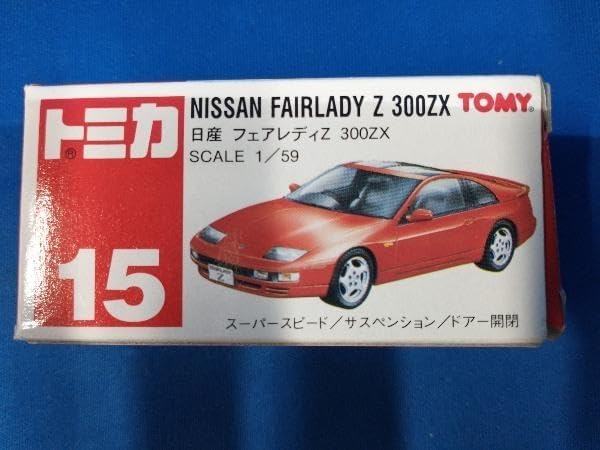 トミカ®
15
NISSAN FAIRLADY Z 300ZX TOMY®
日産 フェアレディZ 300ZX
SCALE 1/59
FAIRLADY
Z
スーパースピード/サスペンション/ドアー開閉